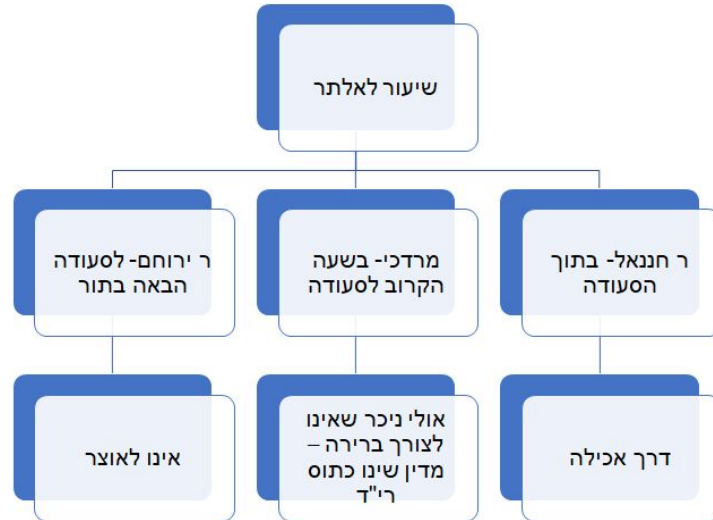 שיעור לאלתר
ר חננאל- בתוך
הסעודה
מרדכי- בשעה
הקרוב לסעודה
ר ירוחם- לסעודה
הבאה בתור
דרך אכילה
אולי ניכר שאינו
לצורך ברירה –
מדין שינו כתוס
רי"ד
אינו לאוצר